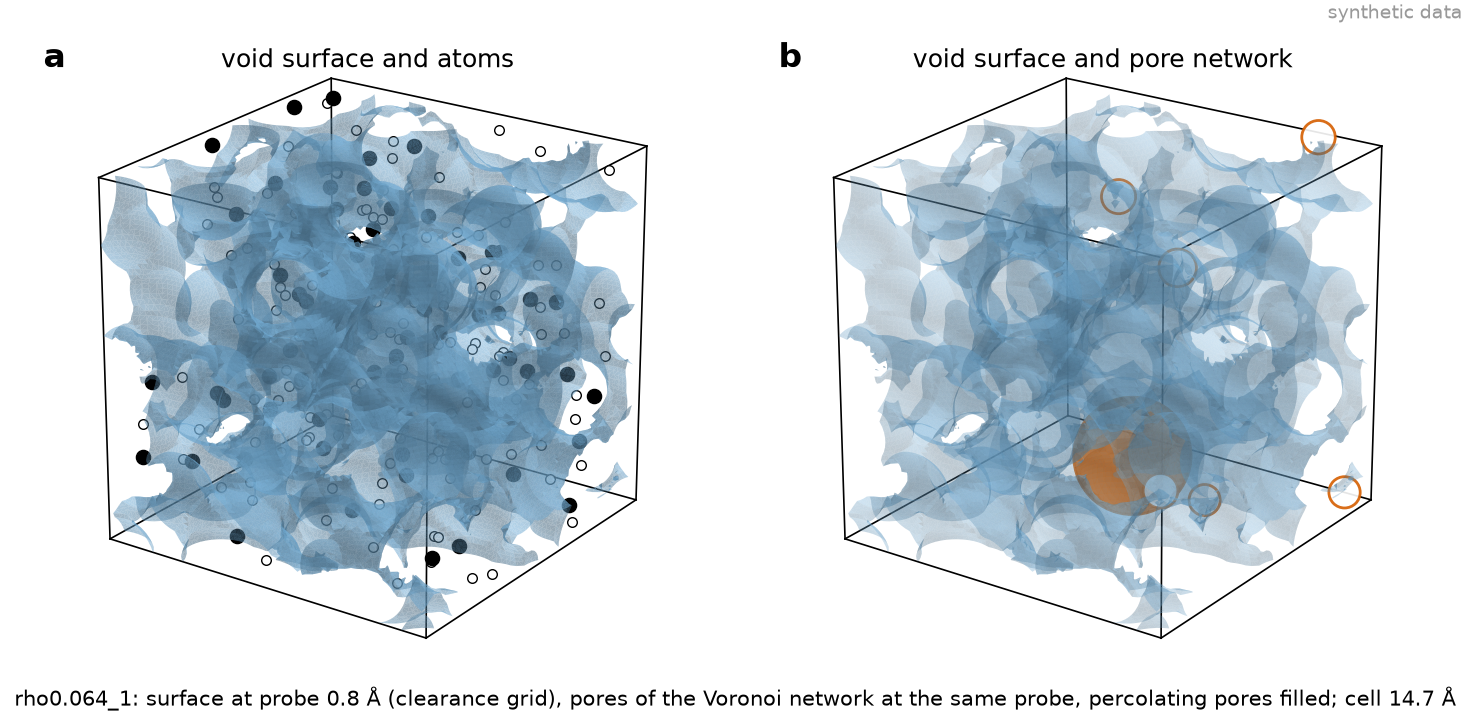 synthetic data
a void surface and atoms
b void surface and pore network
rho0.064_1: surface at probe 0.8 Å (clearance grid), pores of the Voronoi network at the same probe, percolating pores filled; cell 14.7 Å